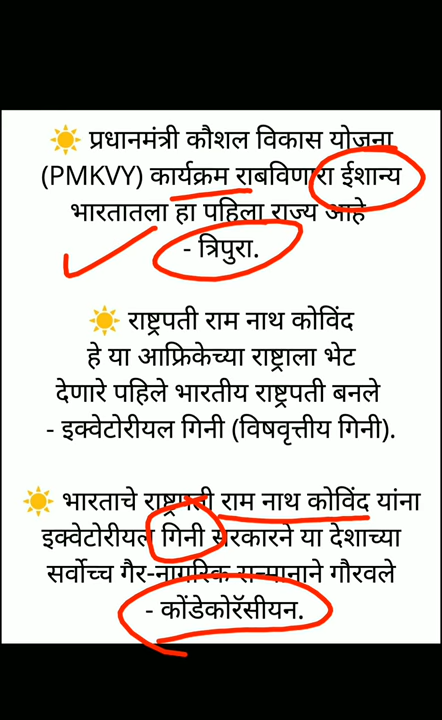 ☀️ प्रधानमंत्री कौशल विकास योजना
(PMKVY) कार्यक्रम राबविणारा ईशान्य
भारतातला हा पहिला राज्य आहे
- त्रिपुरा.
☀️ राष्ट्रपती राम नाथ कोविंद
हे या आफ्रिकेच्या राष्ट्राला भेट
देणारे पहिले भारतीय राष्ट्रपती बनले
- इक्वेटोरीयल गिनी (विषवृत्तीय गिनी).
☀️ भारताचे राष्ट्रपती राम नाथ कोविंद यांना
इक्वेटोरीयल गिनी सरकारने या देशाच्या
सर्वोच्च गैर-नागरिक सन्मानाने गौरवले
- कोंडेकोरॅसीयन.